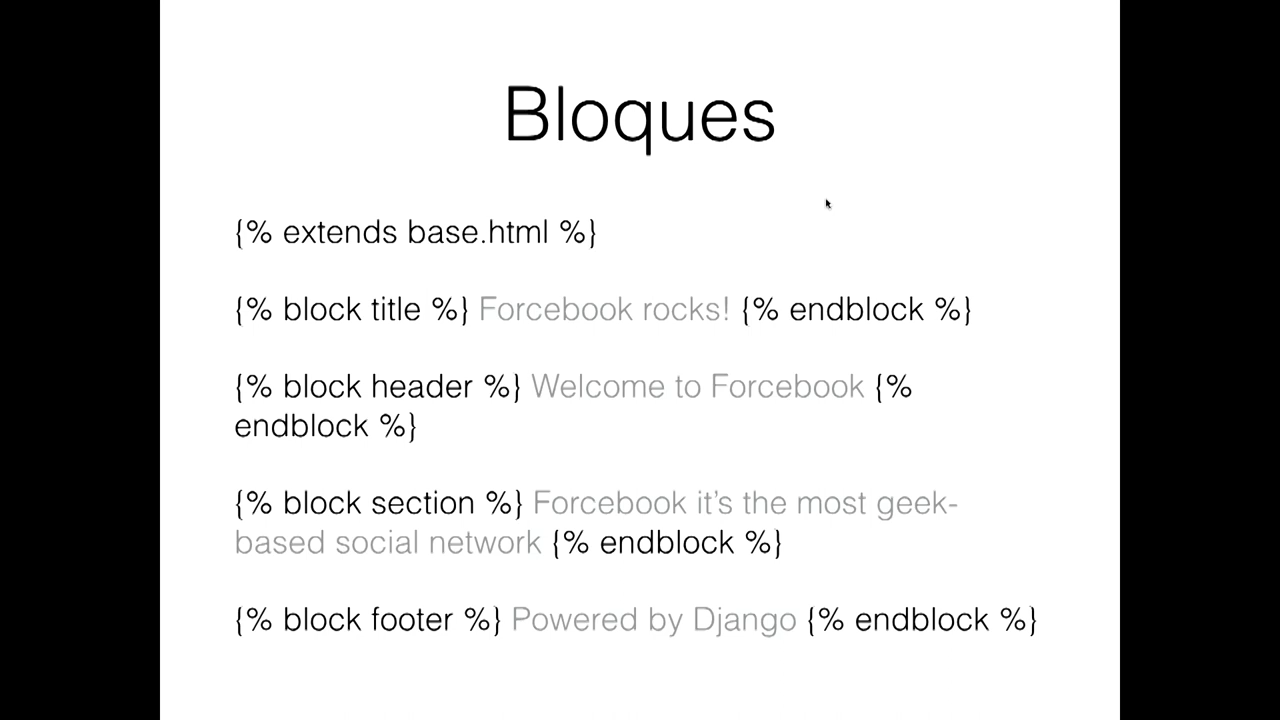 Bloques
{% extends base.html %}
{% block title %} Forcebook rocks! {% endblock %}
{% block header %} Welcome to Forcebook {%
endblock %}
{% block section %} Forcebook it’s the most geek-
based social network {% endblock %}
{% block footer %} Powered by Django {% endblock %}